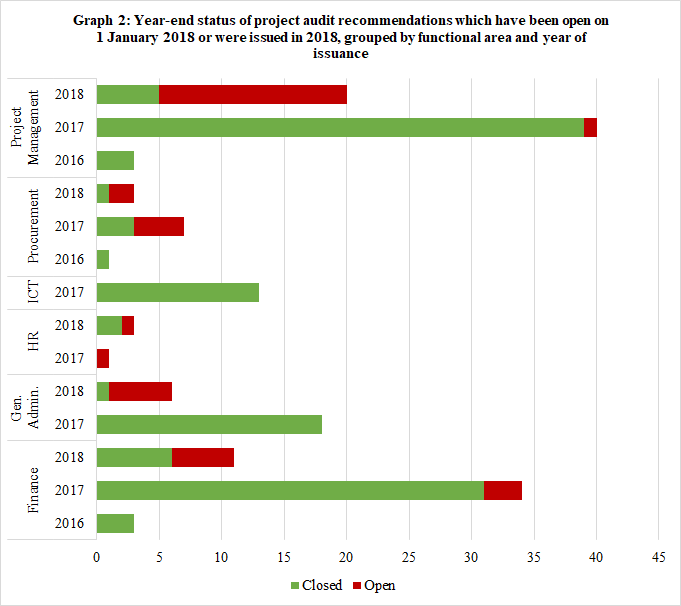 Graph 2: Year-end status of project audit recommendations which have been open on
1 January 2018 or were issued in 2018, grouped by functional area and year of
issuance
Project
Management
2018
2017
2016
Procurement
2018
2017
2016
ICT
2017
HR
2018
2017
Gen.
Admin.
2018
2017
Finance
2018
2017
2016
0 5 10 15 20 25 30 35 40 45
Closed Open